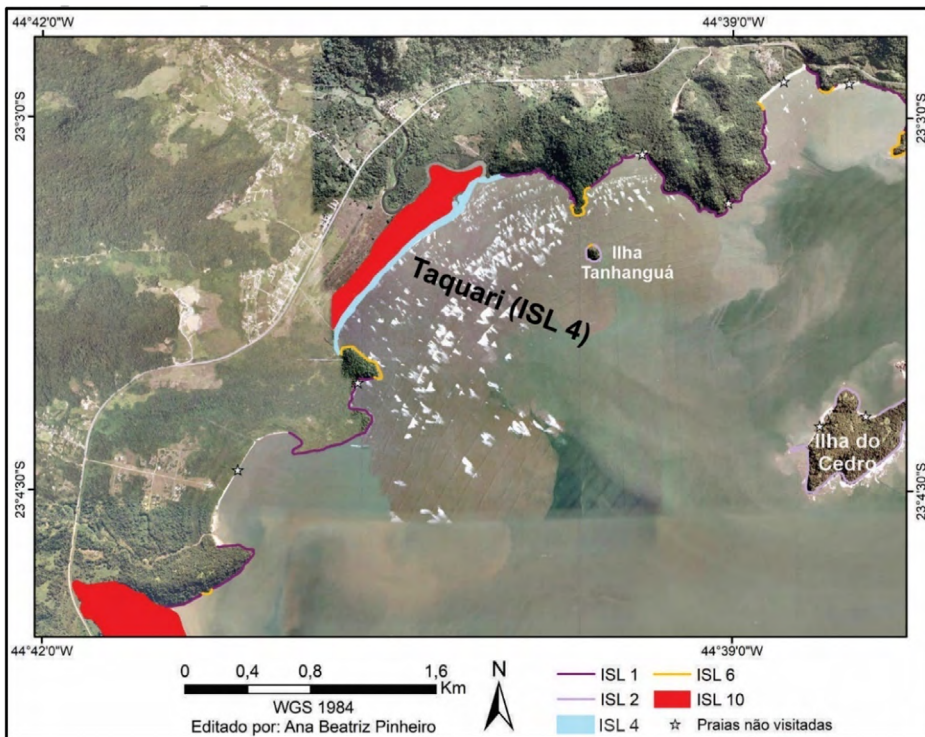 44°42'0"W
44°39'0"W
23°3'0"S
23°3'0"S
Ilha
Tanhanguá
Taquari (ISL 4)
Ilha do
Cedro
23°4'30"S
23°4'30"S
44°42'0"W
44°39'0"W
0 0,4 0,8 1,6
Km
WGS 1984
Editado por: Ana Beatriz Pinheiro
N
ISL 1
ISL 2
ISL 4
ISL 6
ISL 10
Praias não visitadas